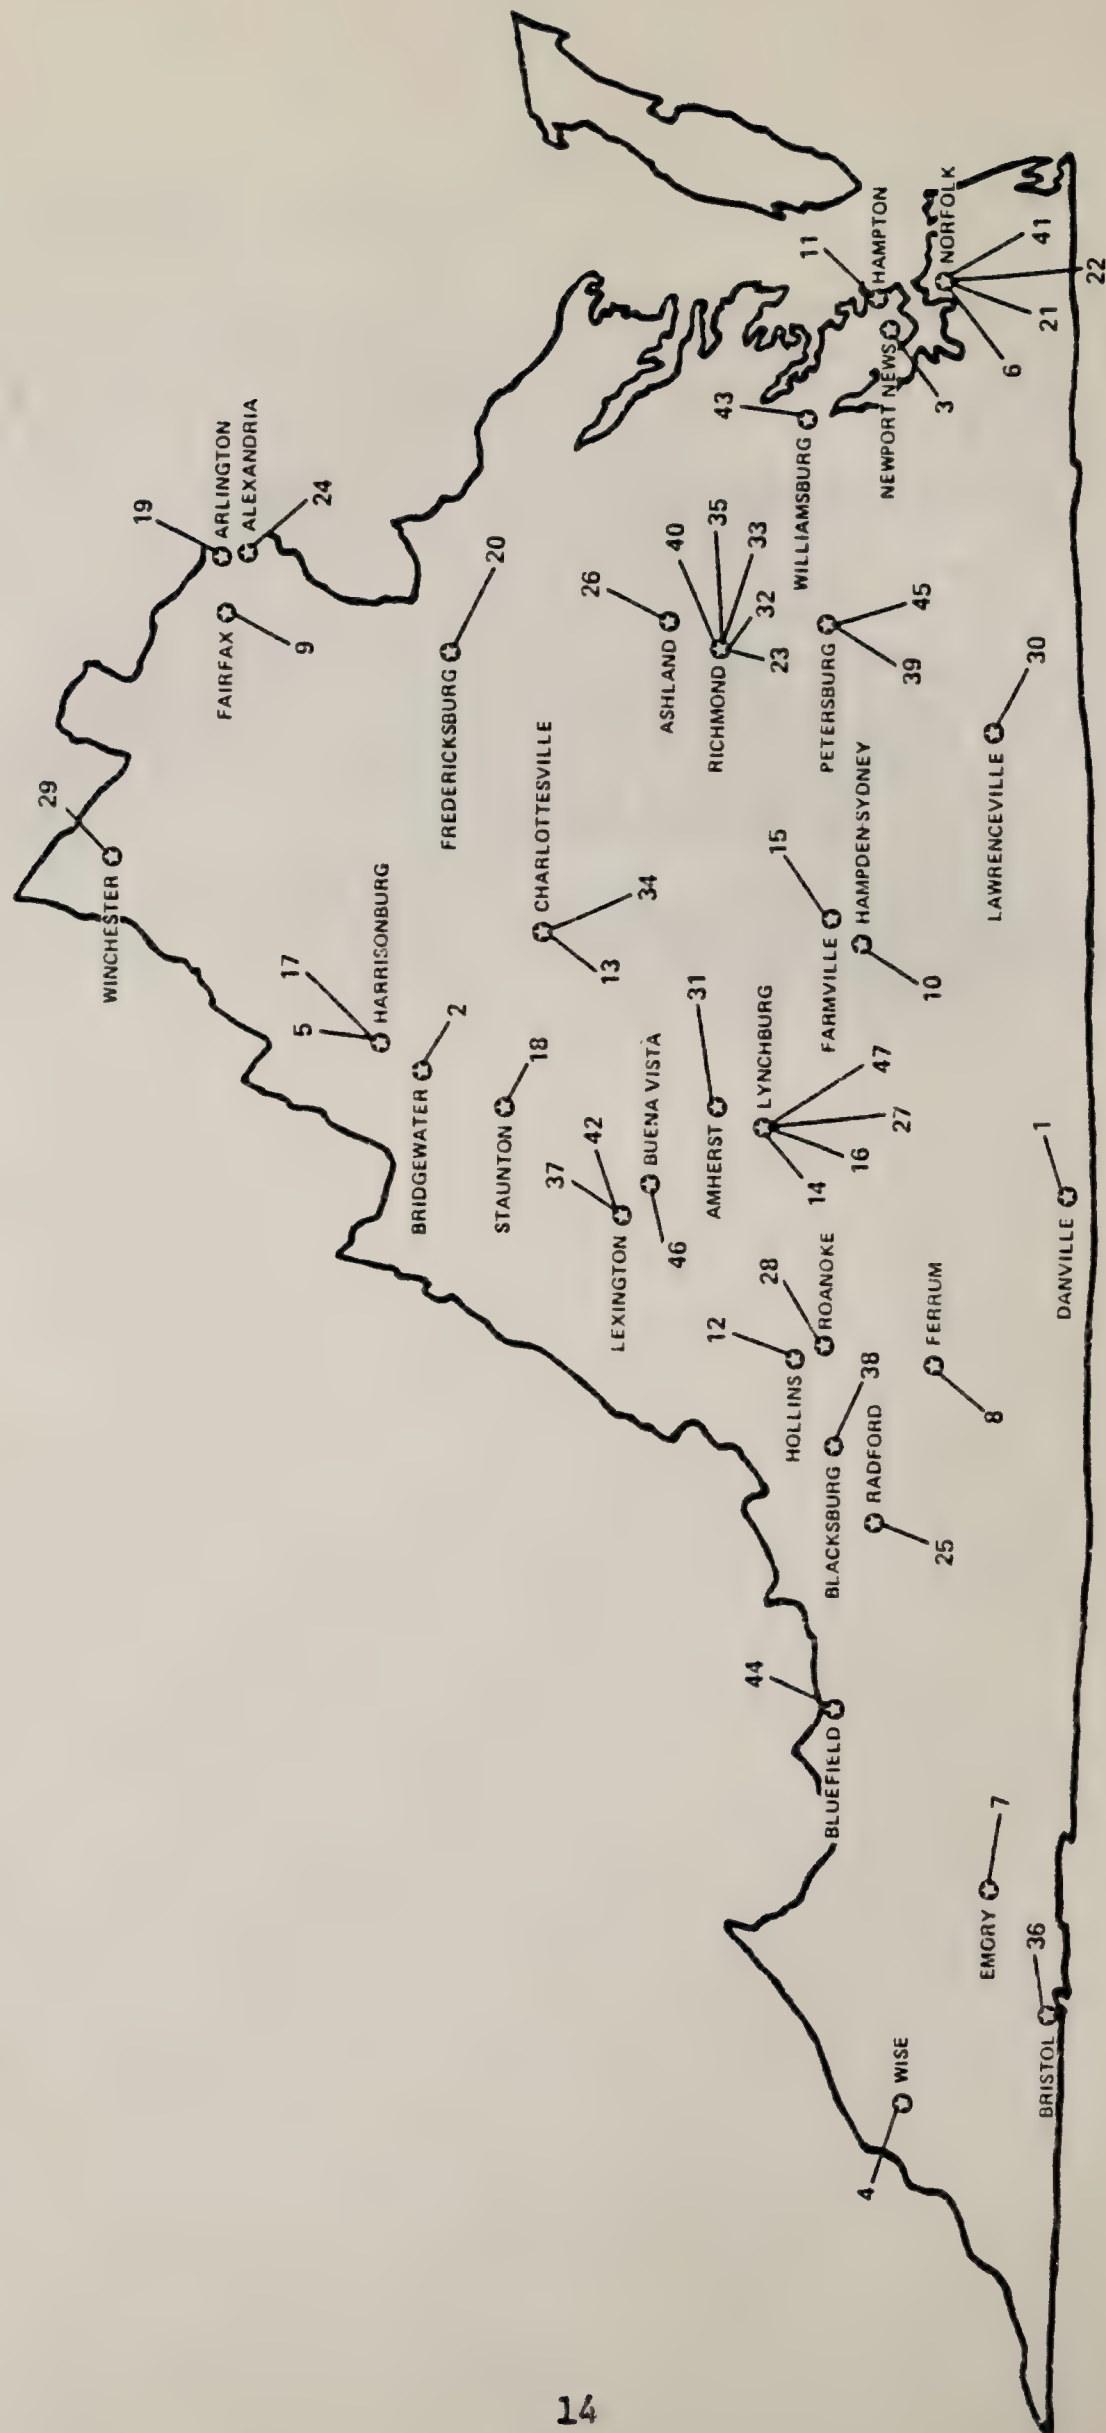 29
WINCHESTER
19
ARLINGTON
ALEXANDRIA
24
FAIRFAX
9
5
17
HARRISONBURG
BRIDGEWATER
2
FREDERICKSBURG
20
STAUNTON
18
CHARLOTTESVILLE
13
34
37
42
LEXINGTON
BUENA VISTA
46
31
AMHERST
26
ASHLAND
40
35
33
32
23
RICHMOND
LYNCHBURG
14
16
27
47
43
WILLIAMSBURG
11
HAMPTON
NEWPORT NEWS
3
NORFOLK
6
21
22
41
12
HOLLINS
28
ROANOKE
15
FARMVILLE
HAMPDEN-SYDNEY
10
PETERSBURG
39
45
44
BLUEFIELD
BLACKSBURG
38
RADFORD
25
FERRUM
8
LAWRENCEVILLE
30
4
WISE
EMORY
7
36
BRISTOL
1
DANVILLE
14